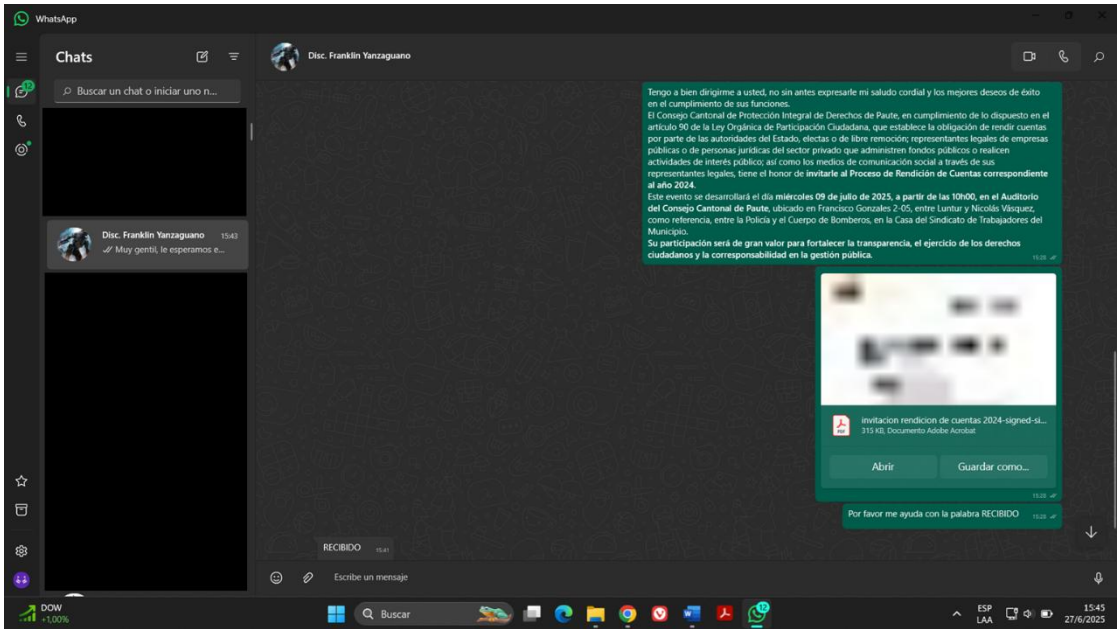 WhatsApp
Chats
Buscar un chat o iniciar uno n...
12
Disc. Franklin Yanzaguano 15:43
Muy gentil, le esperamos e...
Disc. Franklin Yanzaguano
Tengo a bien dirigirme a usted, no sin antes expresarle mi saludo cordial y los mejores deseos de éxito
en el cumplimiento de sus funciones.
El Consejo Cantonal de Protección Integral de Derechos de Paute, en cumplimiento de lo dispuesto en el
artículo 90 de la Ley Orgánica de Participación Ciudadana, que establece la obligación de rendir cuentas
por parte de las autoridades del Estado, electas o de libre remoción; representantes legales de empresas
públicas o de personas jurídicas del sector privado que administren fondos públicos o realicen
actividades de interés público; así como los medios de comunicación social a través de sus
representantes legales, tiene el honor de invitarle al Proceso de Rendición de Cuentas correspondiente
al año 2024.
Este evento se desarrollará el día miércoles 09 de julio de 2025, a partir de las 10h00, en el Auditorio
del Consejo Cantonal de Paute, ubicado en Francisco Gonzales 2-05, entre Luntur y Nicolás Vásquez,
como referencia, entre la Policía y el Cuerpo de Bomberos, en la Casa del Sindicato de Trabajadores del
Municipio.
Su participación será de gran valor para fortalecer la transparencia, el ejercicio de los derechos
ciudadanos y la corresponsabilidad en la gestión pública.
15:28
invitacion rendicion de cuentas 2024-signed-si...
PDF
315 KB, Documento Adobe Acrobat
Abrir Guardar como...
15:28
Por favor me ayuda con la palabra RECIBIDO 15:28
RECIBIDO 15:41
Escribe un mensaje
DOW
+1,00%
Buscar
12
ESP
LAA
15:45
27/6/2025